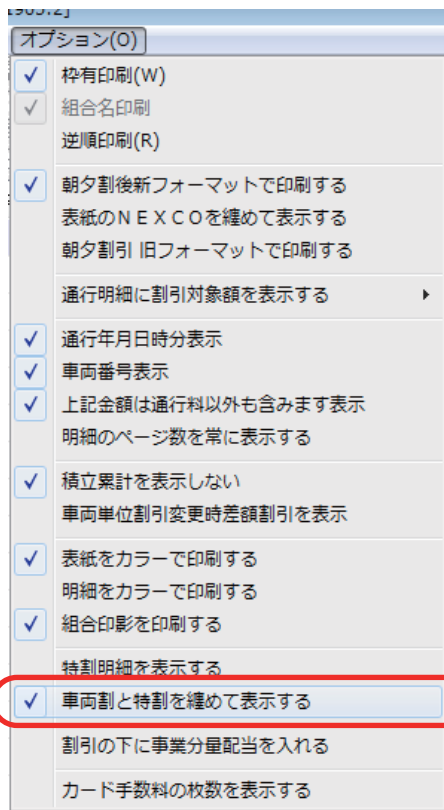 1905.2]
オプション(O)
枠有印刷(W)
組合名印刷
逆順印刷(R)
朝夕割後新フォーマットで印刷する
表紙のＮＥＸＣＯを纏めて表示する
朝夕割引 旧フォーマットで印刷する
通行明細に割引対象額を表示する
通行年月日時分表示
車両番号表示
上記金額は通行料以外も含みます表示
明細のページ数を常に表示する
積立累計を表示しない
車両単位割引変更時差額割引を表示
表紙をカラーで印刷する
明細をカラーで印刷する
組合印影を印刷する
特割明細を表示する
車両割と特割を纏めて表示する
割引の下に事業分量配当を入れる
カード手数料の枚数を表示する